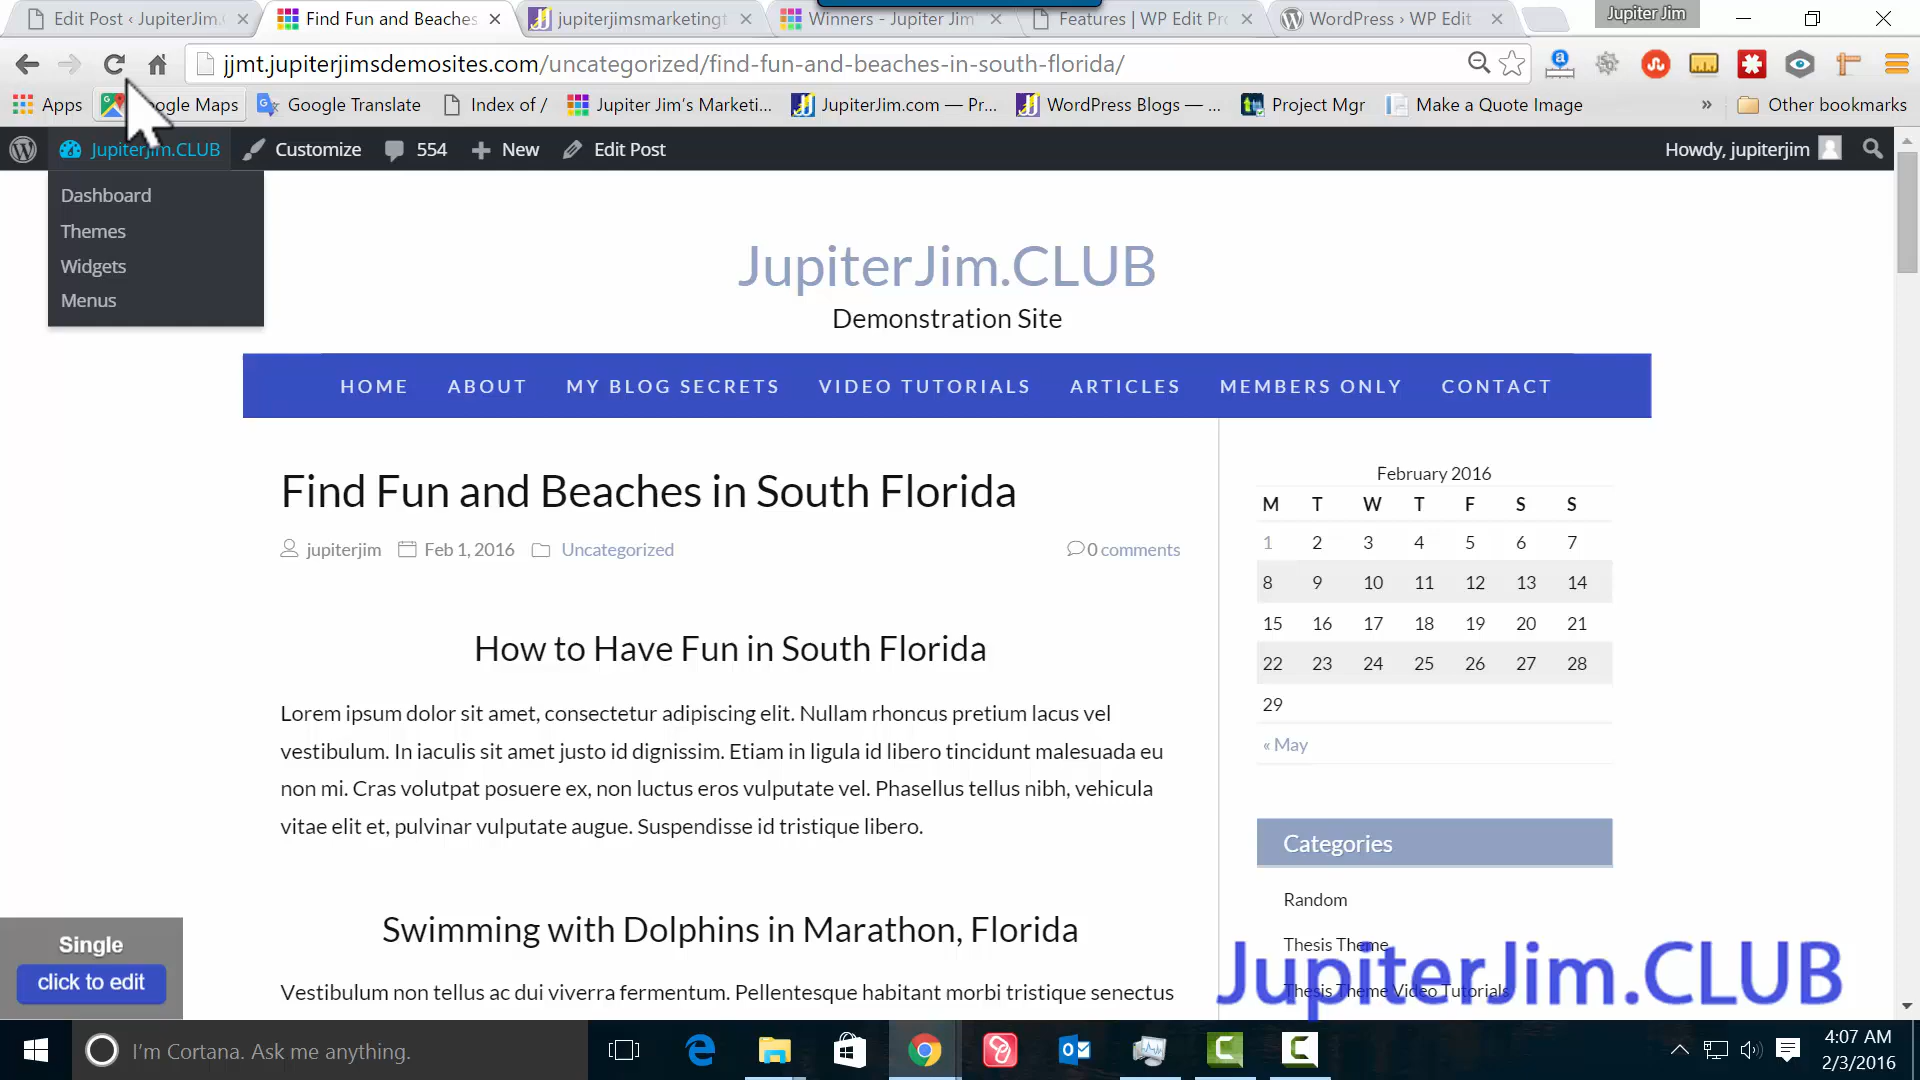 Edit Post ‹ JupiterJim.
Find Fun and Beaches
jupiterjimsmarketing
Winners - Jupiter Jim
Features | WP Edit Pr
WordPress › WP Edit
Jupiter Jim
jjmt.jupiterjimsdemosites.com/uncategorized/find-fun-and-beaches-in-south-florida/
Apps
ogle Maps
Google Translate
Index of /
Jupiter Jim's Marketi...
JupiterJim.com — Pr...
WordPress Blogs — ...
Project Mgr
Make a Quote Image
»
Other bookmarks
JupiterJim.CLUB
Customize
554
New
Edit Post
Howdy, jupiterjim
Dashboard
Themes
Widgets
Menus
JupiterJim.CLUB
Demonstration Site
HOME ABOUT MY BLOG SECRETS VIDEO TUTORIALS ARTICLES MEMBERS ONLY CONTACT
Find Fun and Beaches in South Florida
jupiterjim Feb 1, 2016 Uncategorized 0 comments
How to Have Fun in South Florida
Lorem ipsum dolor sit amet, consectetur adipiscing elit. Nullam rhoncus pretium lacus vel
vestibulum. In iaculis sit amet justo id dignissim. Etiam in ligula id libero tincidunt malesuada eu
non mi. Cras volutpat posuere ex, non luctus eros vulputate vel. Phasellus tellus nibh, vehicula
vitae elit et, pulvinar vulputate augue. Suspendisse id tristique libero.
Swimming with Dolphins in Marathon, Florida
Vestibulum non tellus ac dui viverra fermentum. Pellentesque habitant morbi tristique senectus
February 2016
M T W T F S S
1 2 3 4 5 6 7
8 9 10 11 12 13 14
15 16 17 18 19 20 21
22 23 24 25 26 27 28
29
« May
Categories
Random
Thesis Theme
Thesis Theme Video Tutorials
JupiterJim.CLUB
Single
click to edit
I'm Cortana. Ask me anything.
4:07 AM
2/3/2016